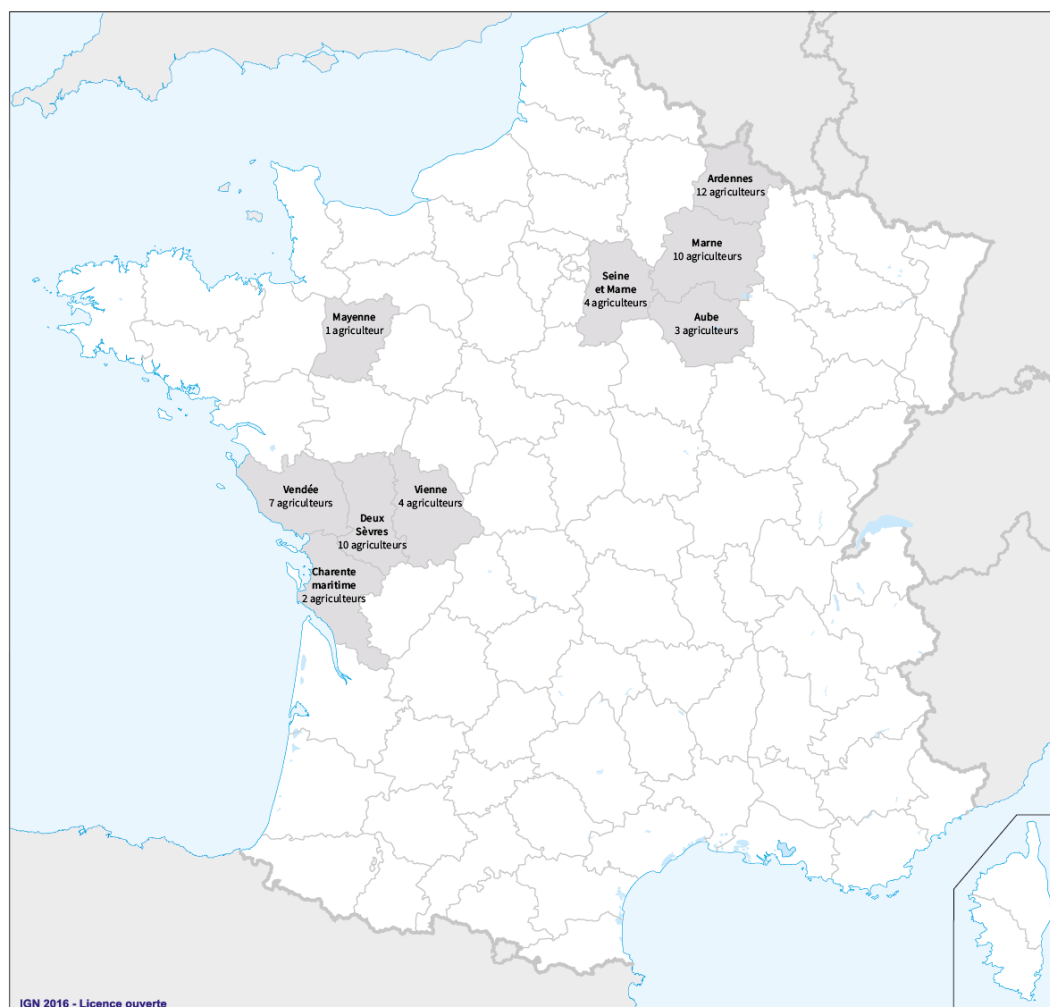 Ardennes
12 agriculteurs
Marne
10 agriculteurs
Seine
et Marne
4 agriculteurs
Aube
3 agriculteurs
Mayenne
1 agriculteur
Vendée
7 agriculteurs
Deux
Sèvres
10 agriculteurs
Vienne
4 agriculteurs
Charente
maritime
2 agriculteurs
IGN 2016 - Licence ouverte